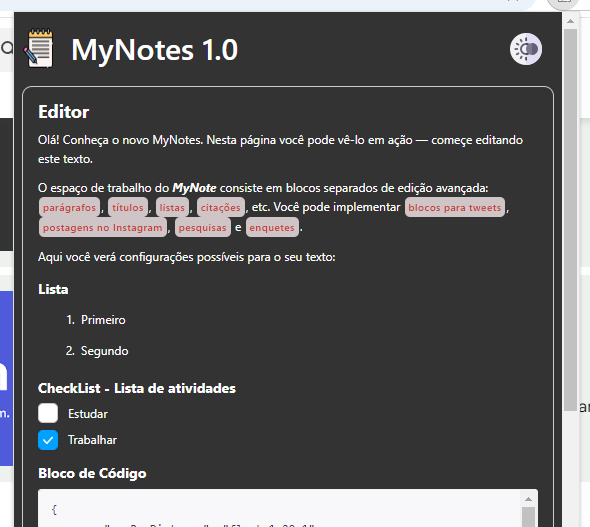 MyNotes 1.0
Editor
Olá! Conheça o novo MyNotes. Nesta página você pode vê-lo em ação — começe editando
este texto.
O espaço de trabalho do MyNote consiste em blocos separados de edição avançada:
parágrafos, títulos, listas, citações, etc. Você pode implementar blocos para tweets,
postagens no Instagram, pesquisas e enquetes.
Aqui você verá configurações possíveis para o seu texto:
Lista
1. Primeiro
2. Segundo
CheckList - Lista de atividades
Estudar
Trabalhar
Bloco de Código
{